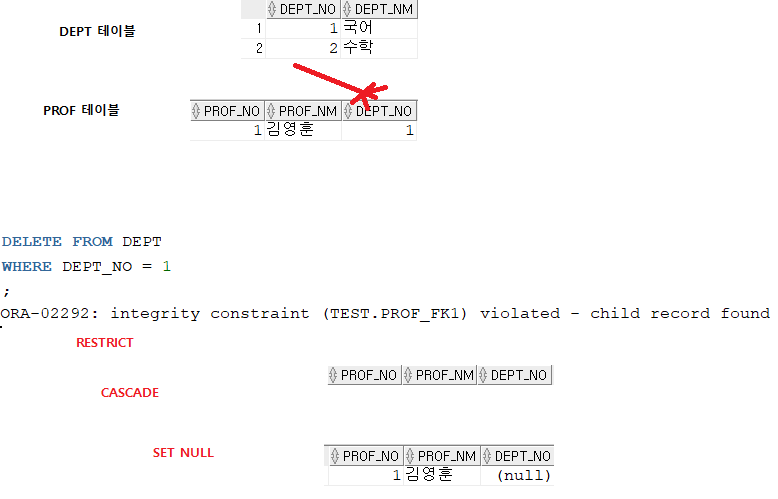 DEPT_NO DEPT_NM
DEPT 테이블
1 1 국어
2 2 수학
PROF 테이블
PROF_NO PROF_NM DEPT_NO
1 김영훈 1
DELETE FROM DEPT
WHERE DEPT_NO = 1
;
ORA-02292: integrity constraint (TEST.PROF_FK1) violated - child record found
RESTRICT
PROF_NO PROF_NM DEPT_NO
CASCADE
SET NULL
PROF_NO PROF_NM DEPT_NO
1 김영훈 (null)